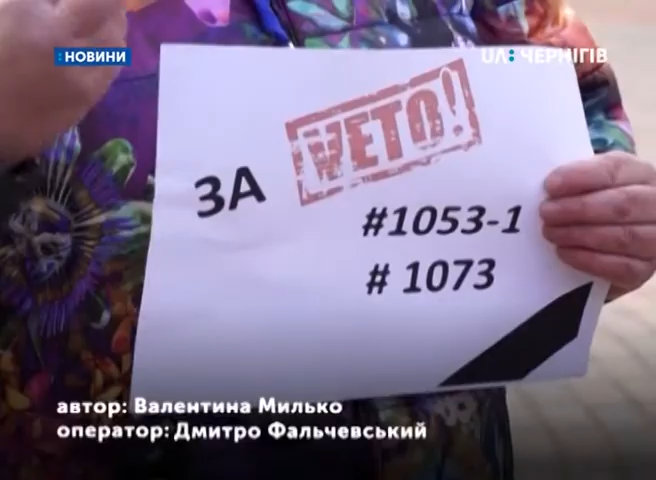 НОВИНИ
UA: ЧЕРНІГІВ
ЗА VETO!
#1053-1
# 1073
автор: Валентина Милько
оператор: Дмитро Фальчевський